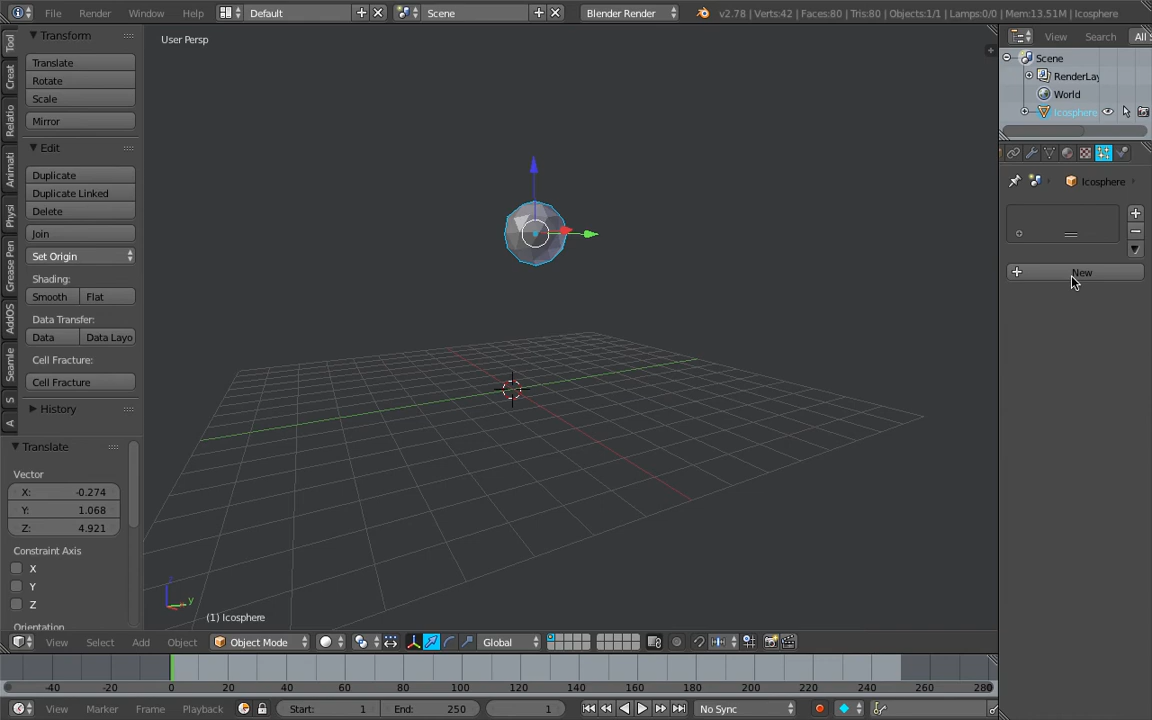 File Render Window Help Default Scene Blender Render v2.78 | Verts:42 | Faces:80 | Tris:80 | Objects:1/1 | Lamps:0/0 | Mem:13.51M | Icosphere
Transform
Translate
Rotate
Scale
Mirror
Edit
Duplicate
Duplicate Linked
Delete
Join
Set Origin
Shading:
Smooth Flat
Data Transfer:
Data Data Layo
Cell Fracture:
Cell Fracture
History
Tool
Creat
Relatio
Animati
Physi
Grease Pen
AddOS
Seamle
S
A
Translate
Vector
X: -0.274
Y: 1.068
Z: 4.921
Constraint Axis
X
Y
Z
Orientation
User Persp
z
y
(1) Icosphere
View Select Add Object Object Mode Global
-40 -20 0 20 40 60 80 100 120 140 160 180 200 220 240 260 280
View Marker Frame Playback Start: 1 End: 250 1 No Sync
View Search All S
Scene
RenderLay
World
Icosphere
Icosphere
New